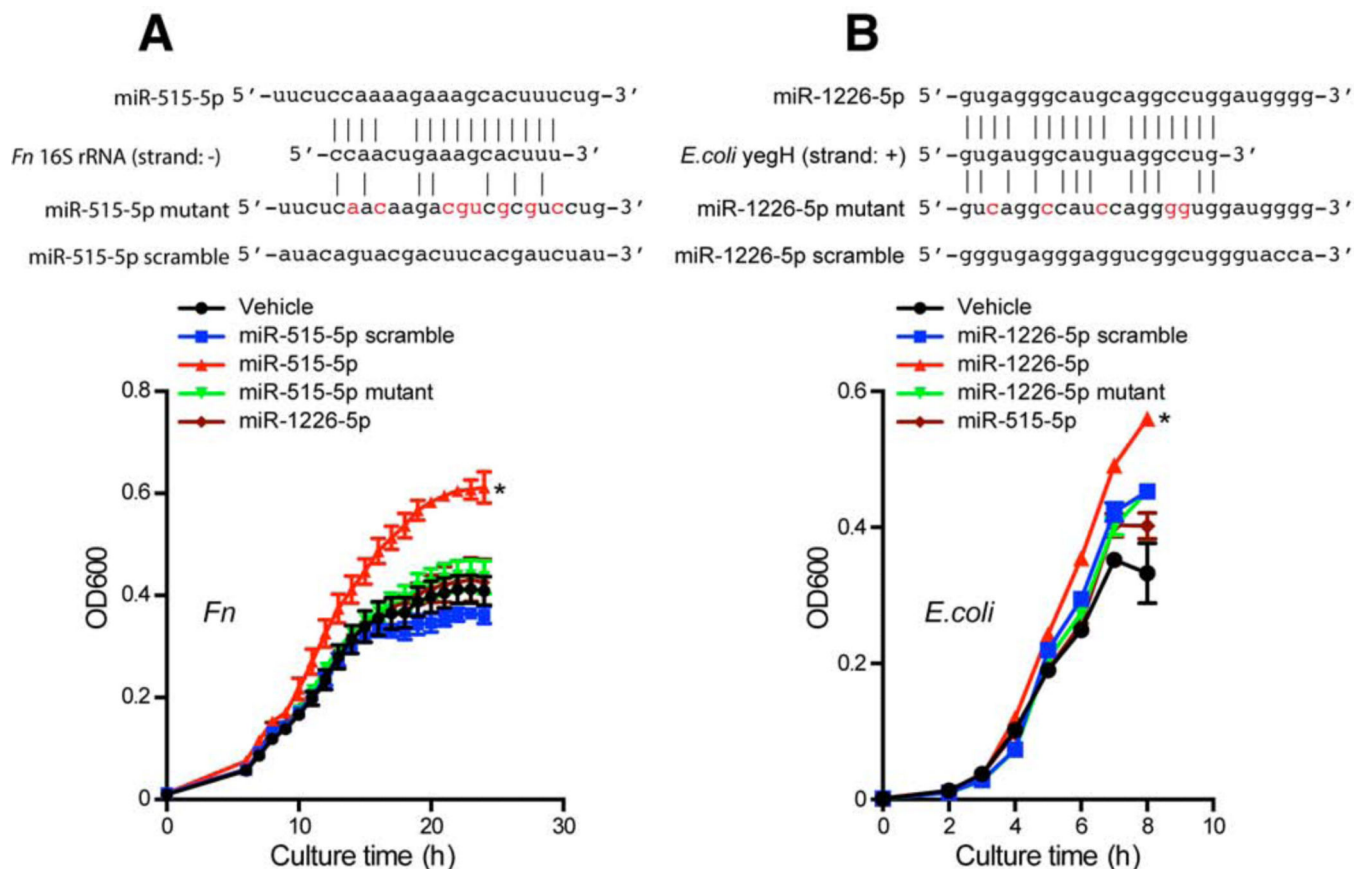 A
miR-515-5p 5′-uucuccaaaagaaagcacuuucug-3′
Fn 16S rRNA (strand: -) 5′-ccaacugaaagcacuuu-3′
miR-515-5p mutant 5′-uucucaacaagacgucgcguccug-3′
miR-515-5p scramble 5′-auacaguacgacuucacgaucuau-3′
Vehicle
miR-515-5p scramble
miR-515-5p
miR-515-5p mutant
miR-1226-5p
OD600
0.8
0.6
0.4
0.2
0
*
Fn
0 10 20 30
Culture time (h)
B
miR-1226-5p 5′-gugagggcaugcaggccuggaugggg-3′
E.coli yegH (strand: +) 5′-gugauggcauguaggccug-3′
miR-1226-5p mutant 5′-gucaggccauccagggguggaugggg-3′
miR-1226-5p scramble 5′-gggugagggaggucggcuggguacca-3′
Vehicle
miR-1226-5p scramble
miR-1226-5p
miR-1226-5p mutant
miR-515-5p
OD600
0.6
0.4
0.2
0
*
E.coli
0 2 4 6 8 10
Culture time (h)